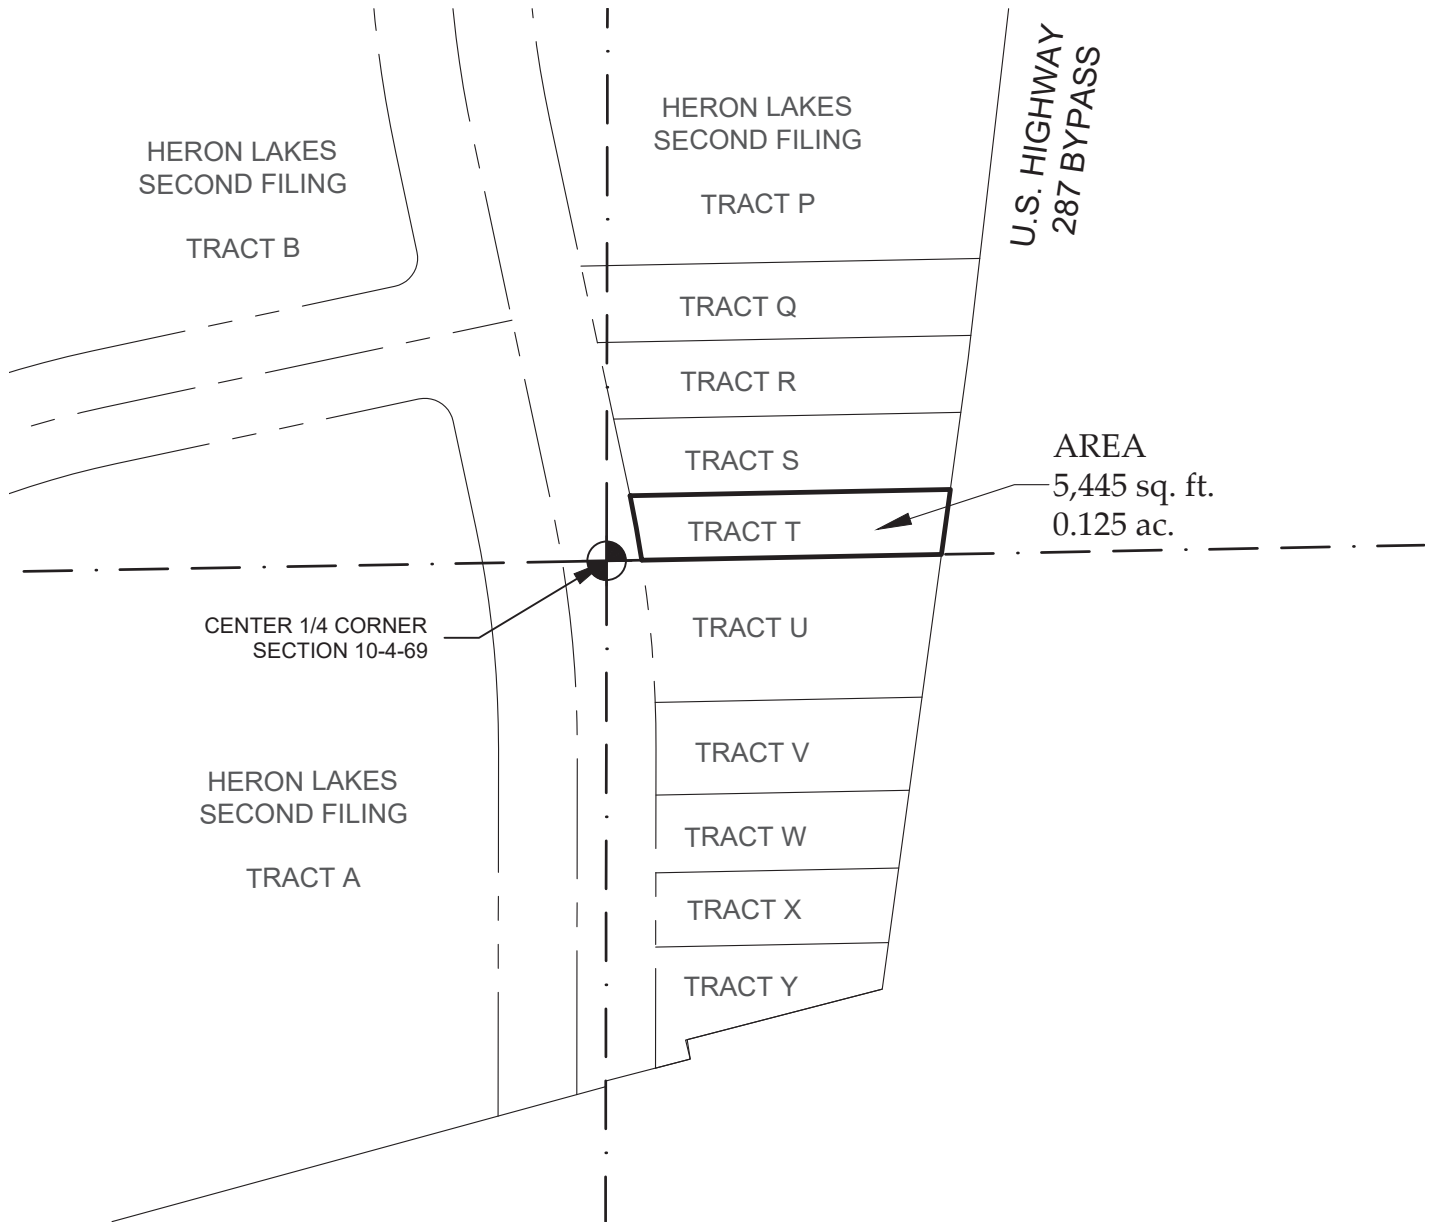 HERON LAKES
SECOND FILING
TRACT B
HERON LAKES
SECOND FILING
TRACT P
U.S. HIGHWAY
287 BYPASS
TRACT Q
TRACT R
TRACT S
TRACT T
AREA
5,445 sq. ft.
0.125 ac.
CENTER 1/4 CORNER
SECTION 10-4-69
TRACT U
TRACT V
HERON LAKES
SECOND FILING
TRACT A
TRACT W
TRACT X
TRACT Y